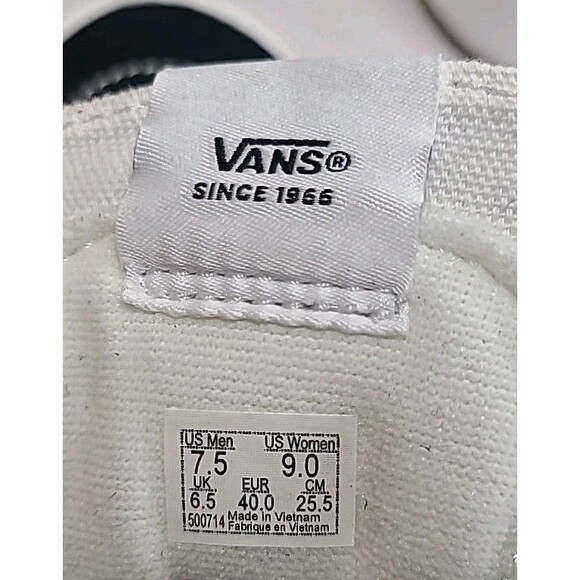 VANS®
SINCE 1966
US Men US Women
7.5 9.0
UK EUR CM
6.5 40.0 25.5
500714 Made in Vietnam
Fabrique en Vietnam